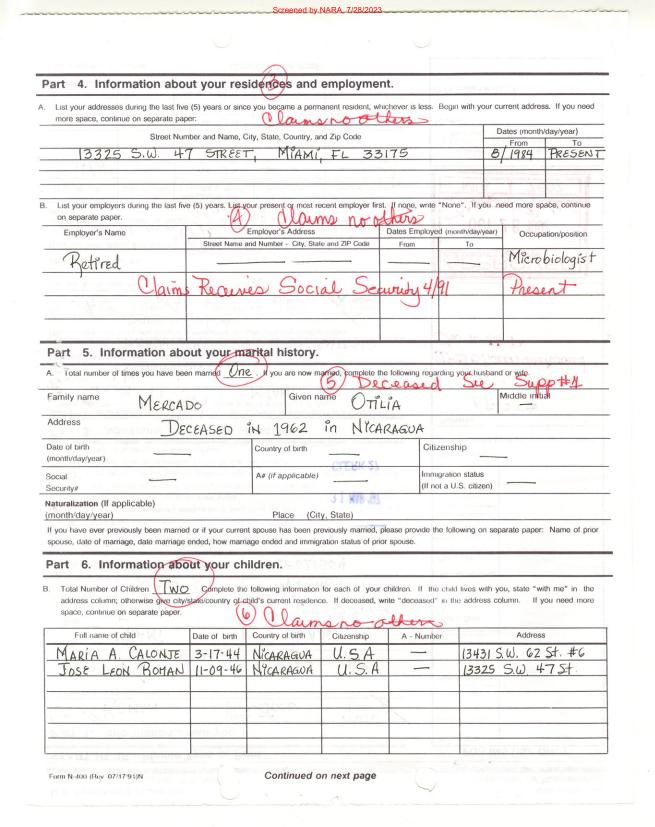 Screened by NARA, 7/28/2023
Part 4. Information about your residences and employment.
3
A. List your addresses during the last five (5) years or since you became a permanent resident, whichever is less. Begin with your current address. If you need
more space, continue on separate paper:
Claims no others
Street Number and Name, City, State, Country, and Zip Code
Dates (month/day/year)
From To
13325 S.W. 47 STREET, MIAMI, FL 33175 8/1984 PRESENT
B. List your employers during the last five (5) years. List your present or most recent employer first. If none, write "None". If you need more space, continue
on separate paper.
4 Claims no others
Employer's Name Employer's Address Dates Employed (month/day/year) Occupation/position
Street Name and Number - City, State and ZIP Code From To
Retired Microbiologist
Claims Receives Social Security 4/91 Present
Part 5. Information about your marital history.
A. Total number of times you have been married One . If you are now married, complete the following regarding your husband or wife.
5 Deceased See Supp #1
Family name MERCADO Given name OTILIA Middle initial —
Address DECEASED IN 1962 in NICARAGUA
Date of birth
(month/day/year) — Country of birth — Citizenship —
Social
Security# — A# (if applicable) — Immigration status
(If not a U.S. citizen) —
Naturalization (If applicable)
(month/day/year) Place (City, State)
If you have ever previously been married or if your current spouse has been previously married, please provide the following on separate paper: Name of prior
spouse, date of marriage, date marriage ended, how marriage ended and immigration status of prior spouse.
Part 6. Information about your children.
B. Total Number of Children TWO Complete the following information for each of your children. If the child lives with you, state "with me" in the
address column; otherwise give city/state/country of child's current residence. If deceased, write "deceased" in the address column. If you need more
space, continue on separate paper.
6 Claims no others
Full name of child Date of birth Country of birth Citizenship A - Number Address
MARIA A. CALONJE 3-17-44 NICARAGUA U.S.A — 13431 S.W. 62 St. #6
JOSE LEON ROMAN 11-09-46 NICARAGUA U.S.A — 13325 S.W. 47 St.
Form N-400 (Rev. 07/17/91)N
Continued on next page